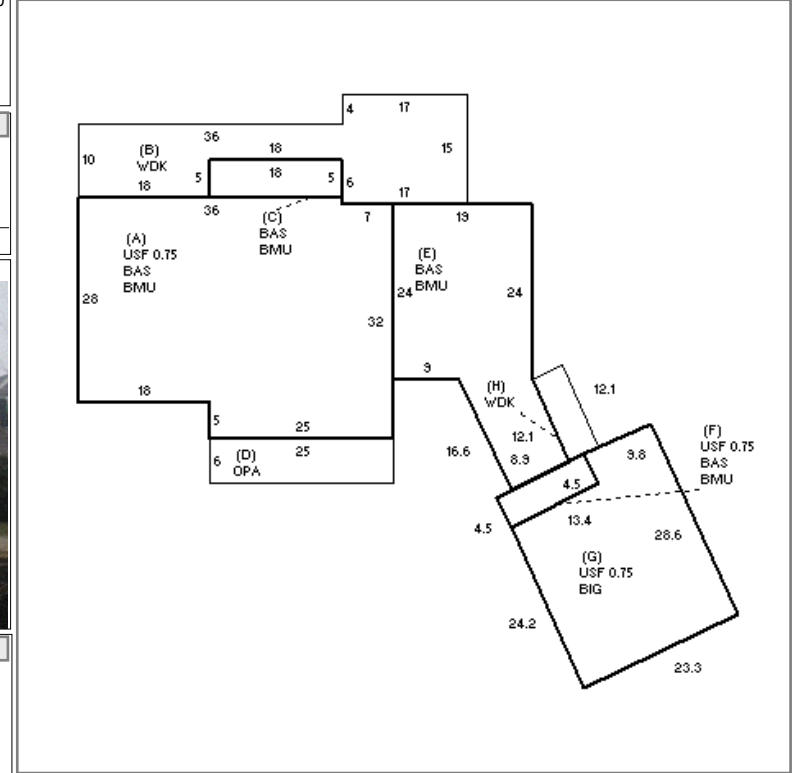 4 17
36
(B)
WDK
10 18 15
18 5 18 5 6
17
36 7 19
(C)
BAS
BMU
(A)
USF 0.75
BAS
BMU
(E)
BAS
BMU
28 24 24
32
18 9
5 25
(D)
OPA
6 25
(H)
WDK
12.1
12.1
16.6 8.9
(F)
USF 0.75
BAS
BMU
9.8
4.5
4.5 13.4
28.6
(G)
USF 0.75
BIG
24.2
23.3